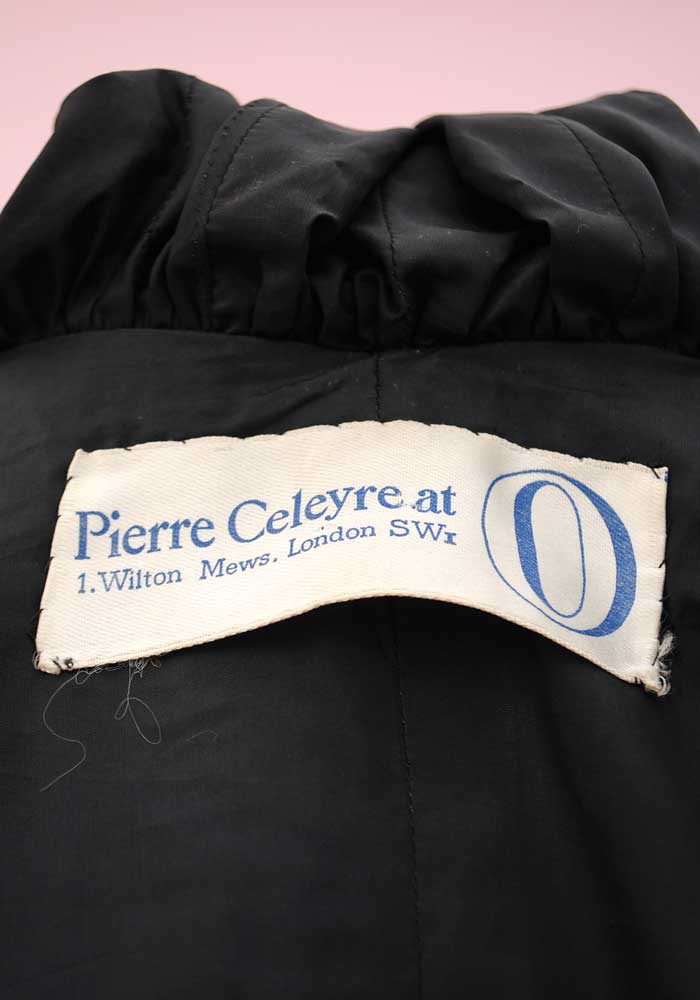 Pierre Celeyre at
1. Wilton Mews. London SW1
O